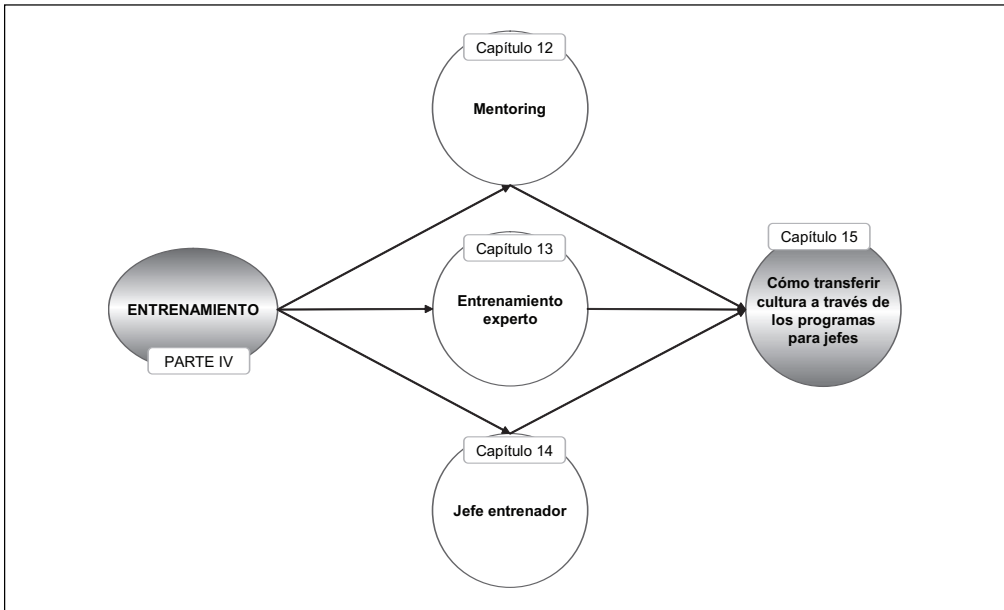 Capítulo 12
Mentoring
ENTRENAMIENTO
PARTE IV
Capítulo 13
Entrenamiento
experto
Capítulo 14
Jefe entrenador
Capítulo 15
Cómo transferir
cultura a través de
los programas
para jefes